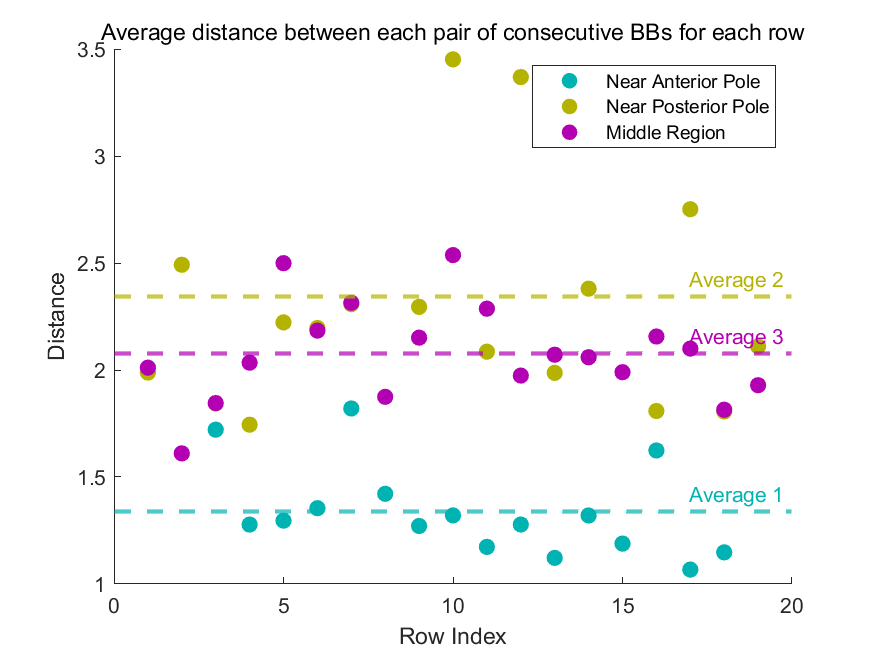 Average distance between each pair of consecutive BBs for each row
3.5
3
2.5
2
1.5
1
Distance
Near Anterior Pole
Near Posterior Pole
Middle Region
Average 2
Average 3
Average 1
0 5 10 15 20
Row Index